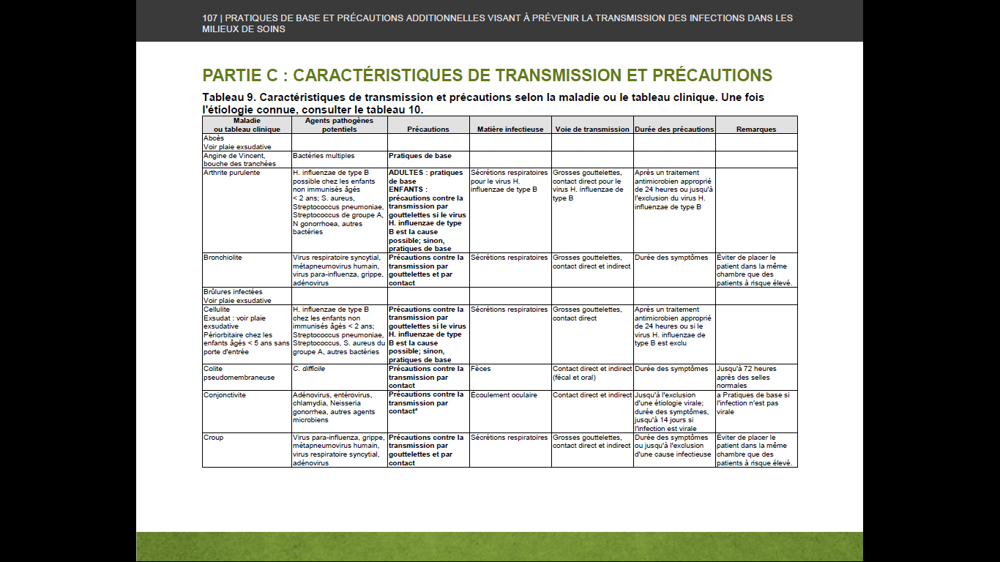 107 | PRATIQUES DE BASE ET PRÉCAUTIONS ADDITIONNELLES VISANT À PRÉVENIR LA TRANSMISSION DES INFECTIONS DANS LES
MILIEUX DE SOINS
PARTIE C : CARACTÉRISTIQUES DE TRANSMISSION ET PRÉCAUTIONS
Tableau 9. Caractéristiques de transmission et précautions selon la maladie ou le tableau clinique. Une fois
l'étiologie connue, consulter le tableau 10.
Maladie
ou tableau clinique
Agents pathogènes
potentiels
Précautions
Matière infectieuse
Voie de transmission
Durée des précautions
Remarques
Abcès
Voir plaie exsudative
Angine de Vincent,
bouche des tranchées
Bactéries multiples
Pratiques de base
Arthrite purulente
H. influenzae de type B
possible chez les enfants
non immunisés âgés
< 2 ans; S. aureus,
Streptococcus pneumoniae,
Streptococcus de groupe A,
N gonorrhoea, autres
bactéries
ADULTES : pratiques
de base
ENFANTS :
précautions contre la
transmission par
gouttelettes si le virus
H. influenzae de type
B est la cause
possible; sinon,
pratiques de base
Sécrétions respiratoires
pour le virus H.
influenzae de type B
Grosses gouttelettes,
contact direct pour le
virus H. influenzae de
type B
Après un traitement
antimicrobien approprié
de 24 heures ou jusqu'à
l'exclusion du virus H.
influenzae de type B
Bronchiolite
Virus respiratoire syncytial,
métapneumovirus humain,
virus para-influenza, grippe,
adénovirus
Précautions contre la
transmission par
gouttelettes et par
contact
Sécrétions respiratoires
Grosses gouttelettes,
contact direct et indirect
Durée des symptômes
Éviter de placer le
patient dans la même
chambre que des
patients à risque élevé.
Brûlures infectées
Voir plaie exsudative
Cellulite
Exsudat : voir plaie
exsudative
Périorbitaire chez les
enfants âgés < 5 ans sans
porte d'entrée
H. influenzae de type B
chez les enfants non
immunisés âgés < 2 ans;
Streptococcus pneumoniae,
Streptococcus, S. aureus du
groupe A, autres bactéries
Précautions contre la
transmission par
gouttelettes si le virus
H. influenzae de type
B est la cause
possible; sinon,
pratiques de base
Sécrétions respiratoires
Grosses gouttelettes,
contact direct
Après un traitement
antimicrobien approprié
de 24 heures ou si le
virus H. influenzae de
type B est exclu
Colite
pseudomembraneuse
C. difficile
Précautions contre la
transmission par
contact
Fèces
Contact direct et indirect
(fécal et oral)
Durée des symptômes
Jusqu'à 72 heures
après des selles
normales
Conjonctivite
Adénovirus, entérovirus,
chlamydia, Neisseria
gonorrhea, autres agents
microbiens
Précautions contre la
transmission par
contactª
Écoulement oculaire
Contact direct et indirect
Jusqu'à l'exclusion
d'une étiologie virale;
durée des symptômes,
jusqu'à 14 jours si
l'infection est virale
a Pratiques de base si
l'infection n'est pas
virale
Croup
Virus para-influenza, grippe,
métapneumovirus humain,
virus respiratoire syncytial,
adénovirus
Précautions contre la
transmission par
gouttelettes et par
contact
Sécrétions respiratoires
Grosses gouttelettes,
contact direct et indirect
Durée des symptômes
ou jusqu'à l'exclusion
d'une cause infectieuse
Éviter de placer le
patient dans la même
chambre que des
patients à risque élevé.